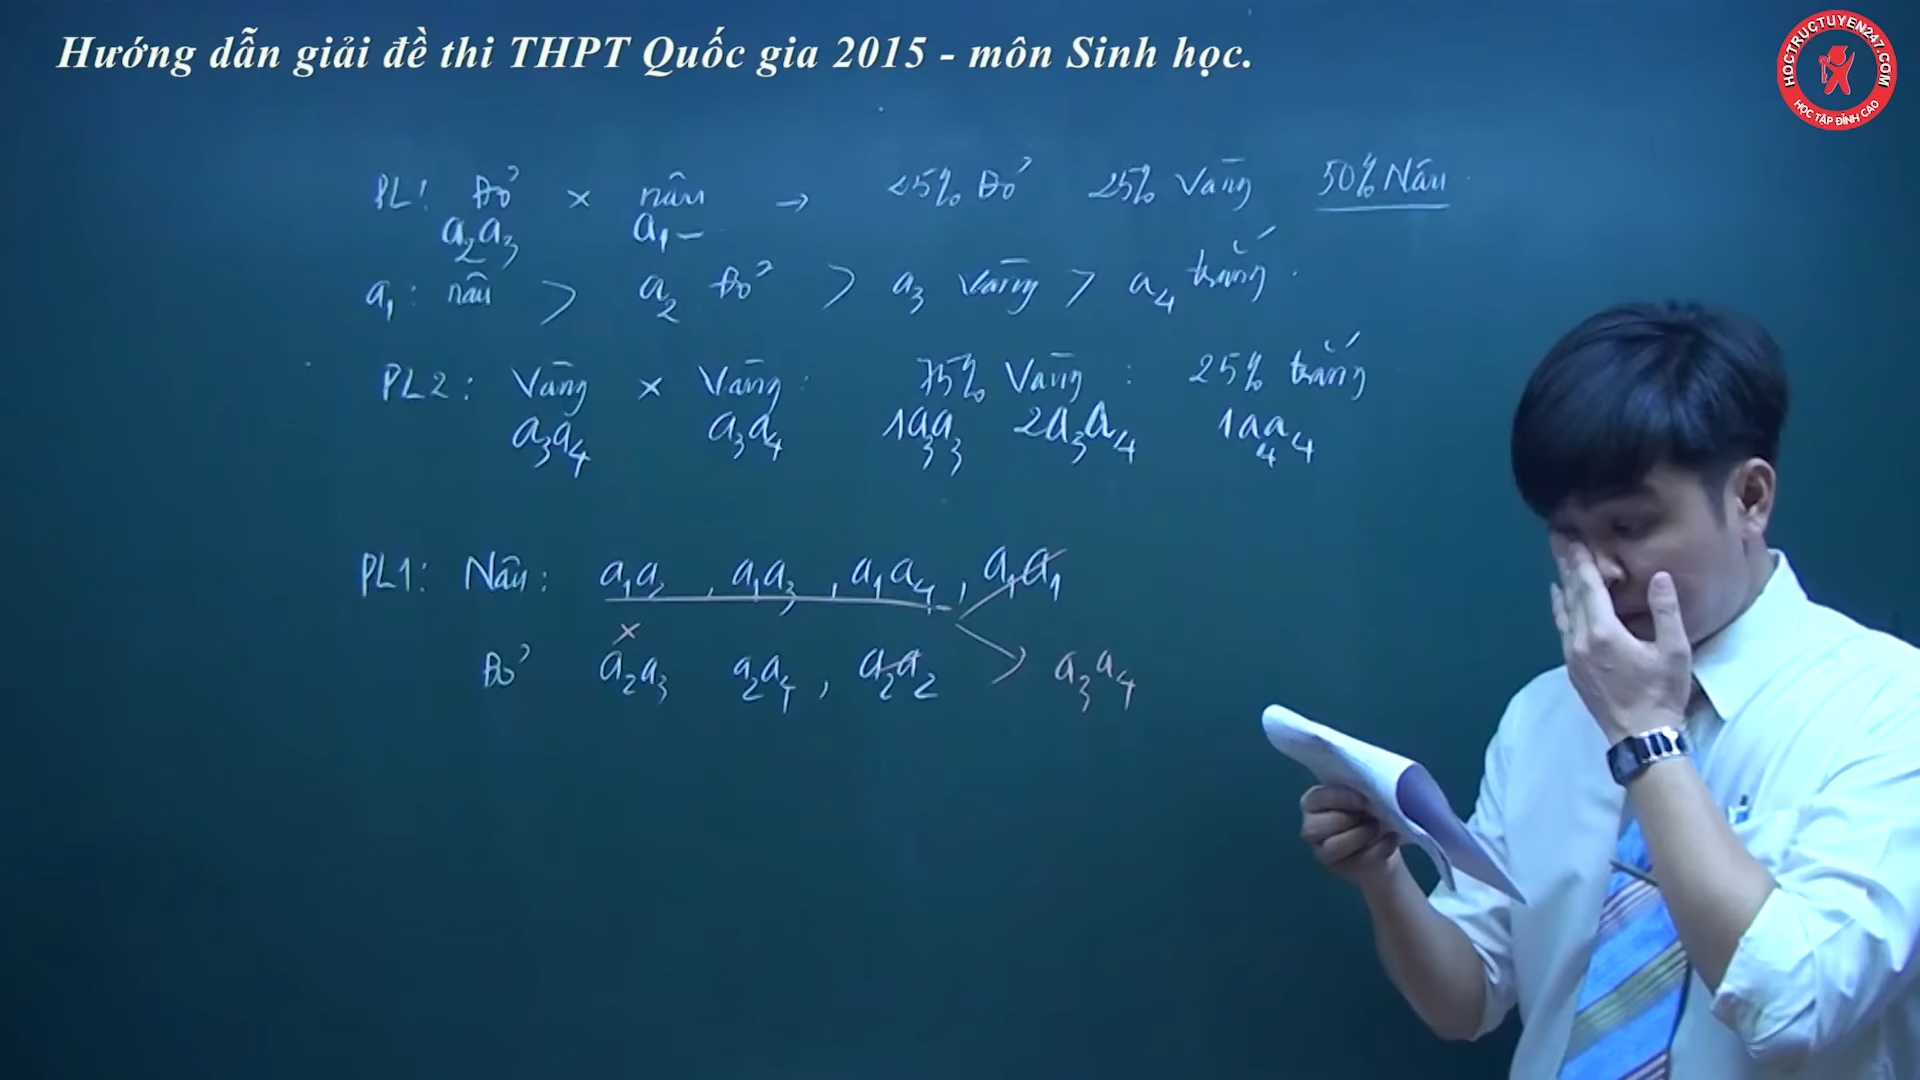 Hướng dẫn giải đề thi THPT Quốc gia 2015 - môn Sinh học.
HOCTRUCTUYEN247.COM
HỌC TẬP ĐỈNH CAO
PL1 Đỏ × nâu → 25% Đỏ 25% Vàng 50% Nâu
a2a3 a1–
a1: nâu > a2 Đỏ > a3 vàng > a4 trắng.
PL2: Vàng × Vàng: 75% Vàng : 25% trắng
a3a4 a3a4 1a3a3 2a3a4 1a4a4
PL1: Nâu: a1a2, a1a3, a1a4, a1a1
×
Đỏ a2a3 a2a4, a2a2 > a3a4